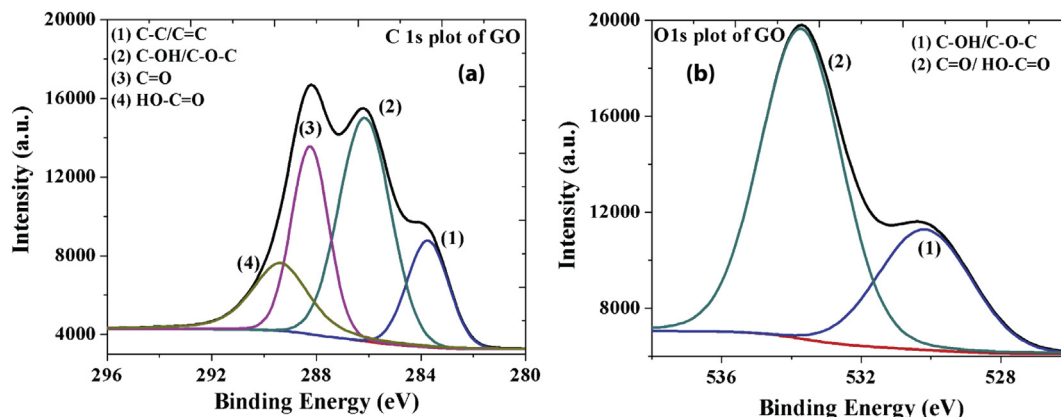 (1) C-C/C=C
(2) C-OH/C-O-C
(3) C=O
(4) HO-C=O
C 1s plot of GO
(a)
(1)
(2)
(3)
(4)
20000
16000
12000
8000
4000
Intensity (a.u.)
296 292 288 284 280
Binding Energy (eV)
O1s plot of GO
(1) C-OH/C-O-C
(2) C=O/ HO-C=O
(b)
(2)
(1)
20000
16000
12000
8000
Intensity (a.u.)
536 532 528
Binding Energy (eV)